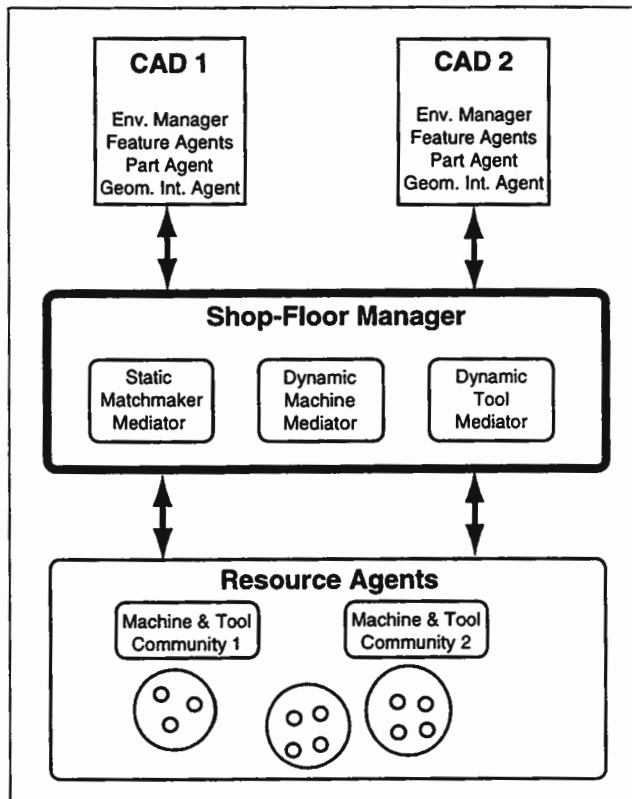 CAD 1
Env. Manager
Feature Agents
Part Agent
Geom. Int. Agent
CAD 2
Env. Manager
Feature Agents
Part Agent
Geom. Int. Agent
Shop-Floor Manager
Static
Matchmaker
Mediator
Dynamic
Machine
Mediator
Dynamic
Tool
Mediator
Resource Agents
Machine & Tool
Community 1
Machine & Tool
Community 2